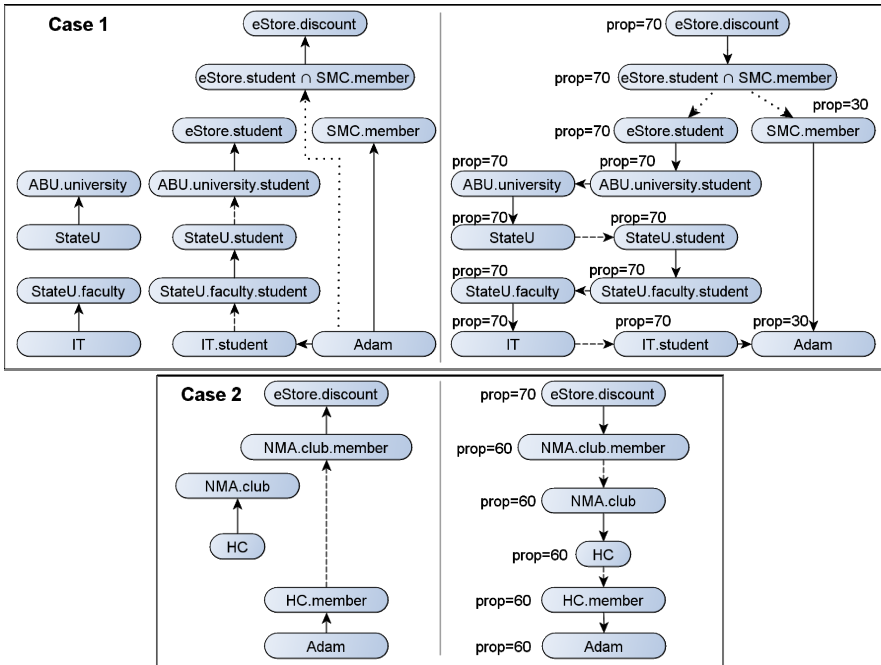 Case 1
eStore.discount
eStore.student ∩ SMC.member
eStore.student
SMC.member
ABU.university
ABU.university.student
StateU
StateU.student
StateU.faculty
StateU.faculty.student
IT
IT.student
Adam
prop=70
eStore.discount
prop=70
eStore.student ∩ SMC.member
prop=30
prop=70
eStore.student
SMC.member
prop=70
prop=70
ABU.university
ABU.university.student
prop=70
prop=70
StateU
StateU.student
prop=70
prop=70
StateU.faculty
StateU.faculty.student
prop=70
prop=70
prop=30
IT
IT.student
Adam
Case 2
eStore.discount
NMA.club.member
NMA.club
HC
HC.member
Adam
prop=70
eStore.discount
prop=60
NMA.club.member
prop=60
NMA.club
prop=60
HC
prop=60
HC.member
prop=60
Adam